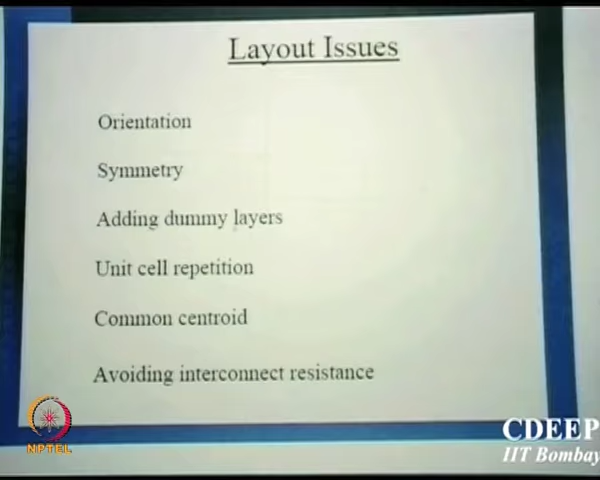 Layout Issues
Orientation
Symmetry
Adding dummy layers
Unit cell repetition
Common centroid
Avoiding interconnect resistance
NPTEL
CDEEP
IIT Bombay